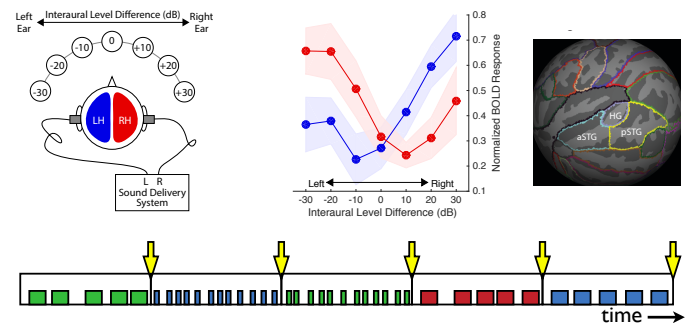 Left Ear
Interaural Level Difference (dB)
Right Ear
-30
-20
-10
0
+10
+20
+30
LH
RH
L R
Sound Delivery
System
0.8
0.7
0.6
0.5
0.4
0.3
0.2
0.1
Normalized BOLD Response
Left
Right
-30 -20 -10 0 10 20 30
Interaural Level Difference (dB)
HG
aSTG
pSTG
time